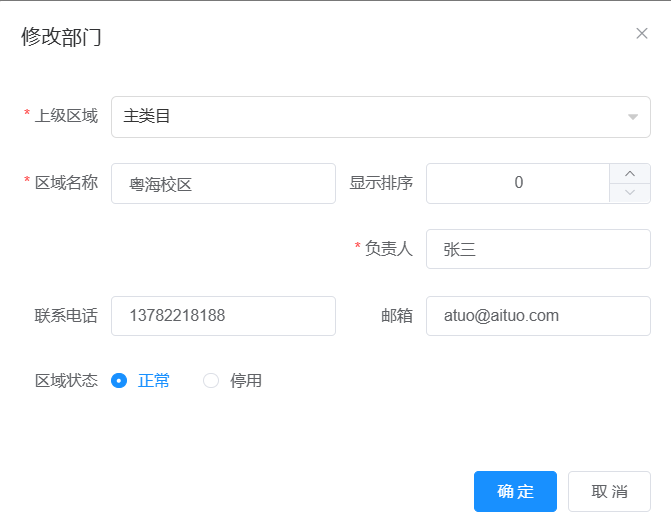 修改部门
* 上级区域 主类目
* 区域名称 粤海校区 显示排序 0
* 负责人 张三
联系电话 13782218188 邮箱 atuo@aituo.com
区域状态 正常 停用
确 定 取 消